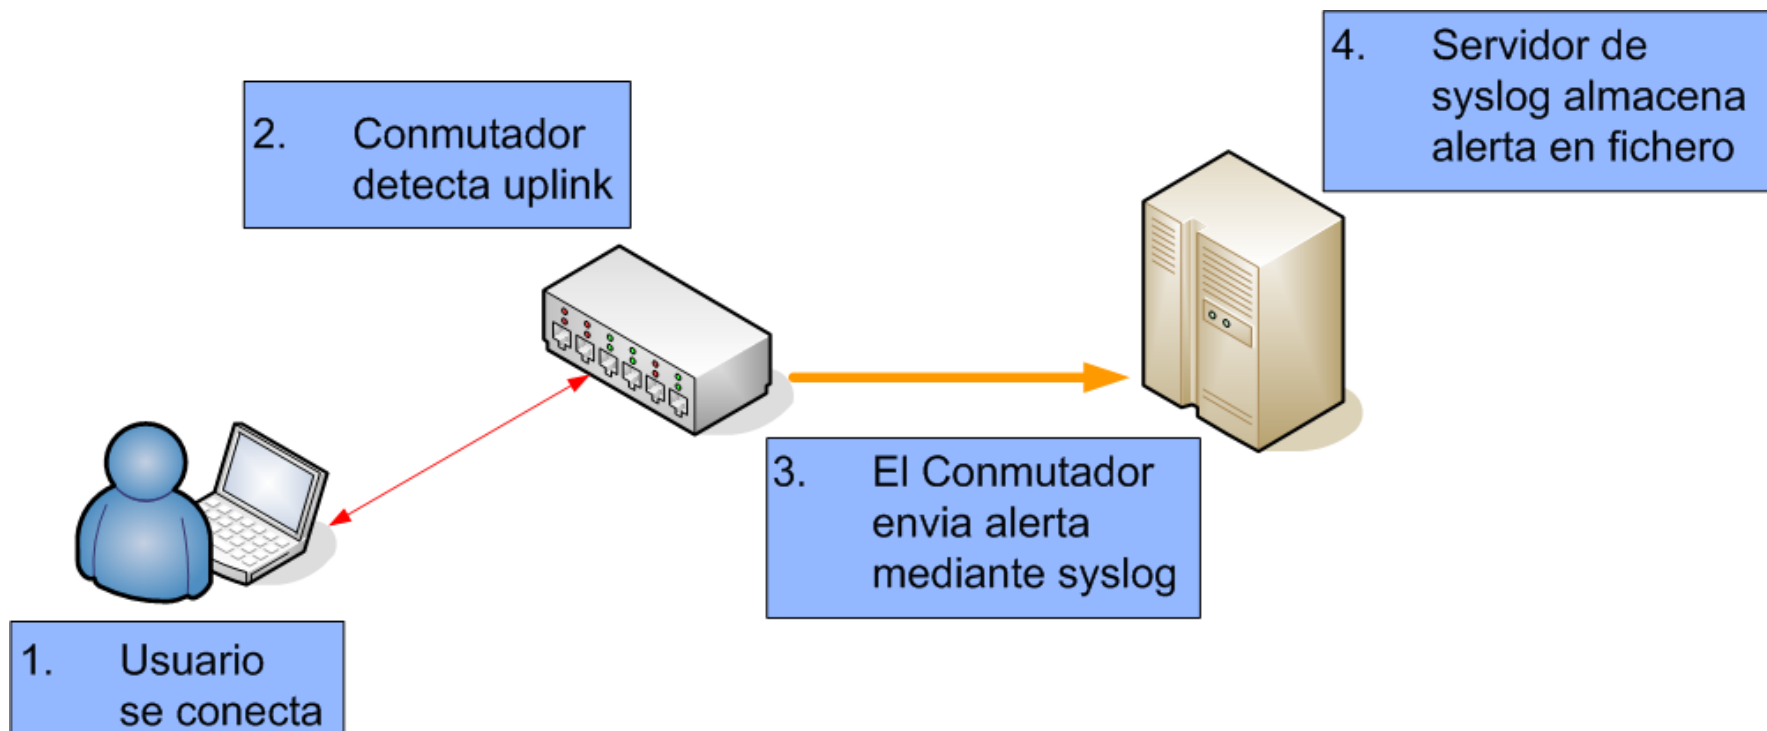 1. Usuario
se conecta
2. Conmutador
detecta uplink
3. El Conmutador
envia alerta
mediante syslog
4. Servidor de
syslog almacena
alerta en fichero